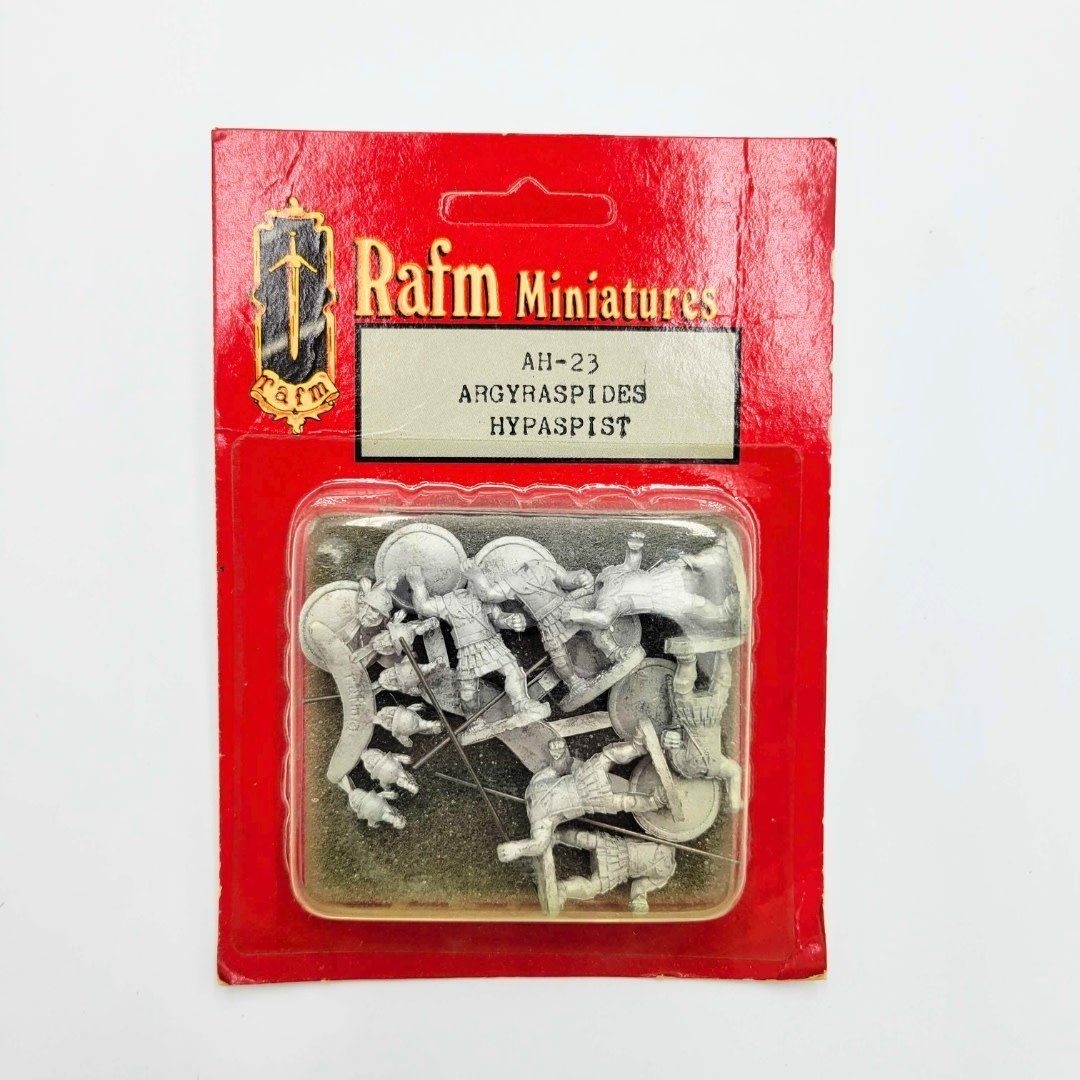 Rafm Miniatures
rafm
AH-23
ARGYRASPIDES
HYPASPIST